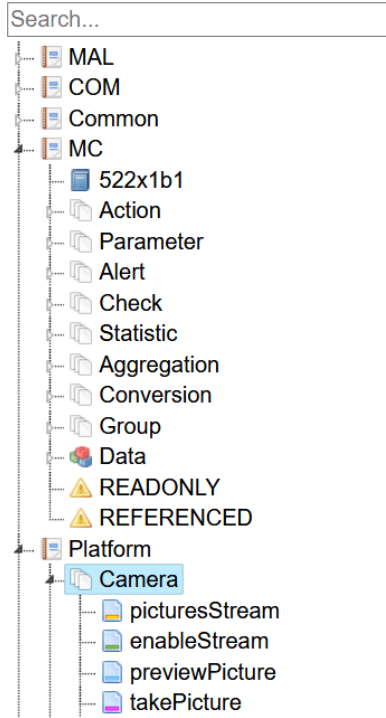 Search...
MAL
COM
Common
MC
522x1b1
Action
Parameter
Alert
Check
Statistic
Aggregation
Conversion
Group
Data
READONLY
REFERENCED
Platform
Camera
picturesStream
enableStream
previewPicture
takePicture